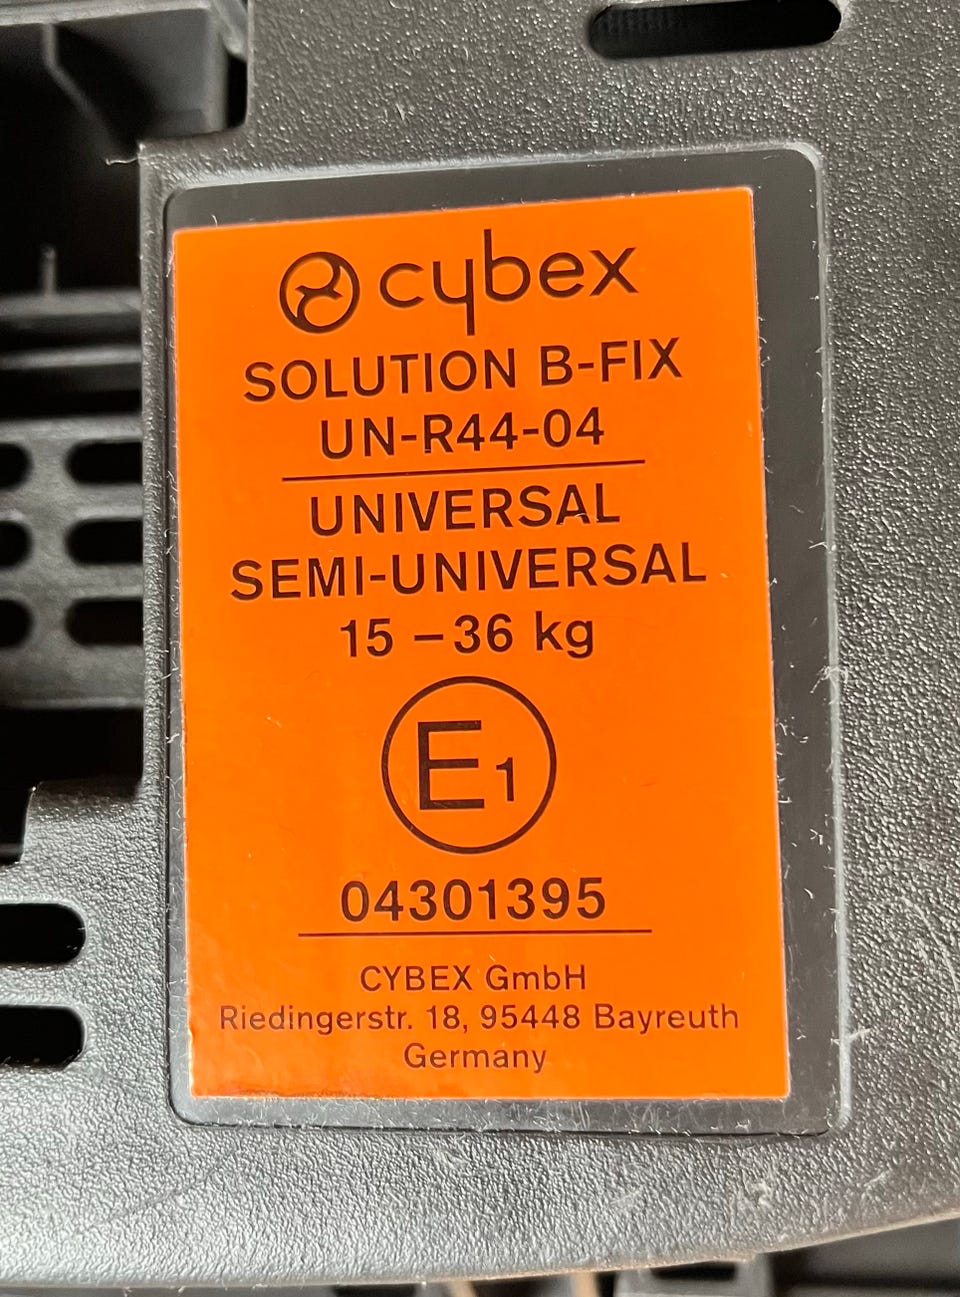 cybex
SOLUTION B-FIX
UN-R44-04
UNIVERSAL
SEMI-UNIVERSAL
15 – 36 kg
E1
04301395
CYBEX GmbH
Riedingerstr. 18, 95448 Bayreuth
Germany